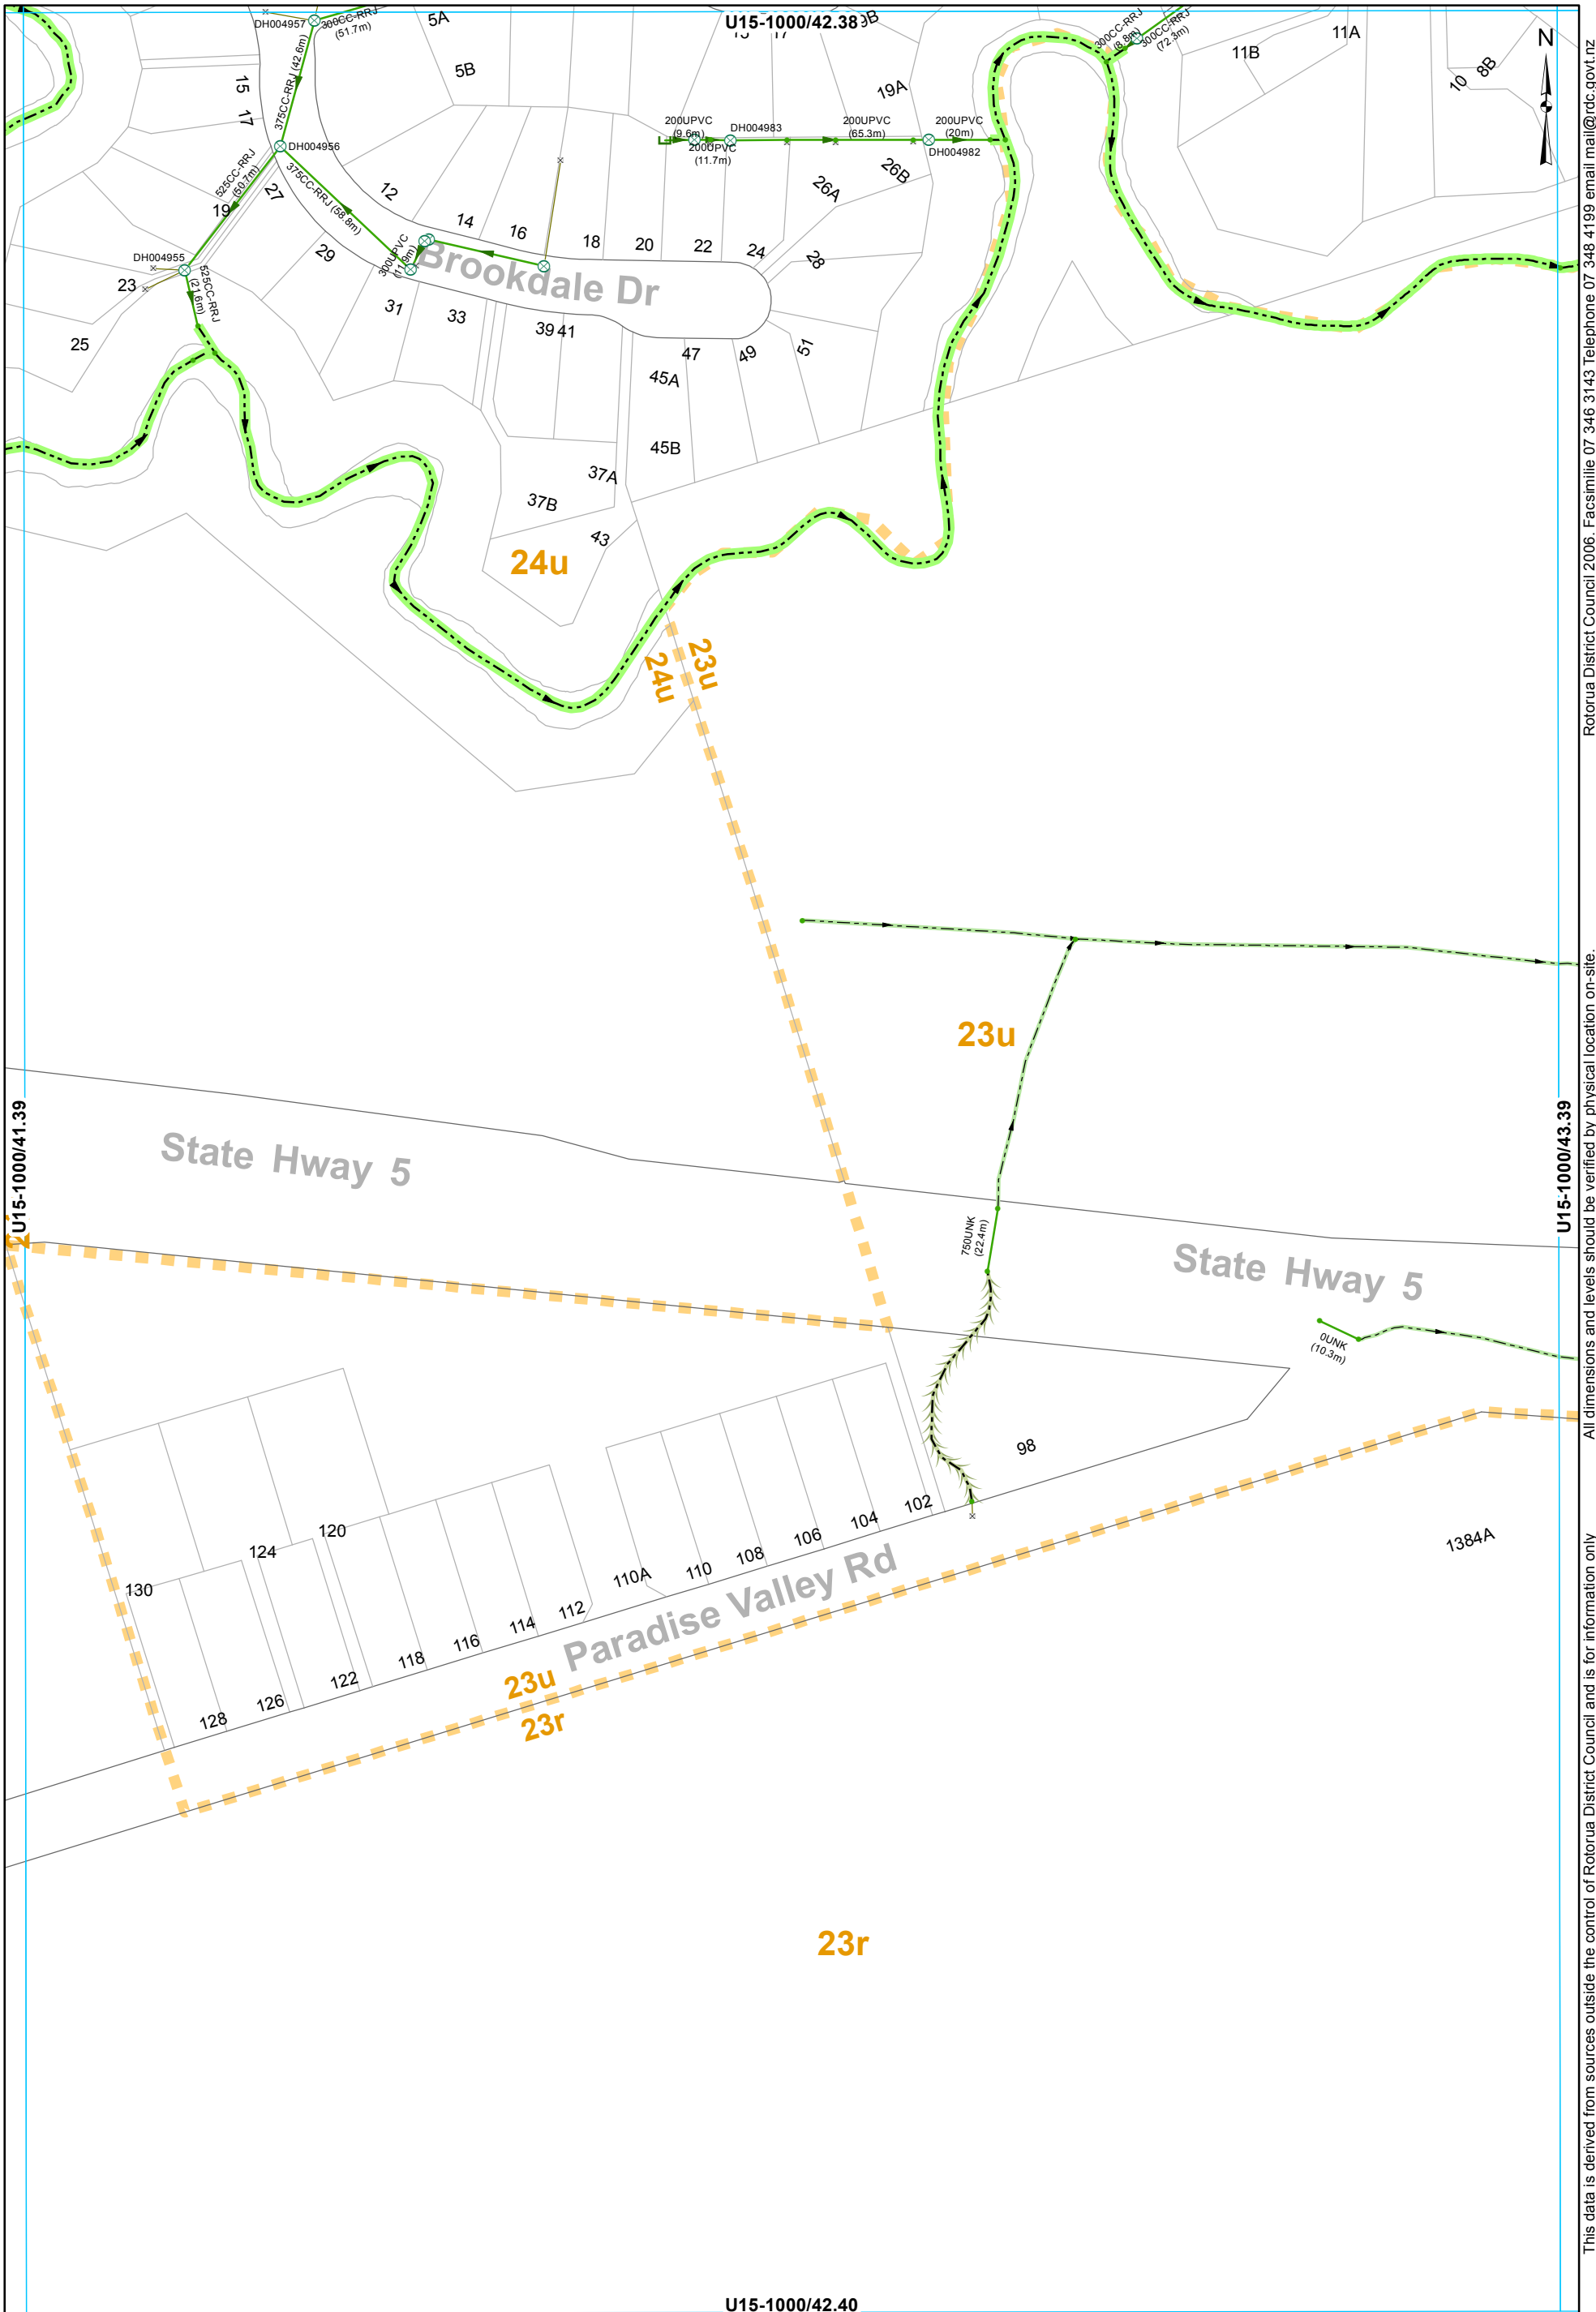 U15-1000/42.38
DH004957
300CC-RRJ
(51.7m)
5A
5B
375CC-RRJ (42.6m)
15
17
DH004956
525CC-RRJ
(50.7m)
375CC-RRJ (58.8m)
19
27
29
DH004955
525CC-RRJ
(21.6m)
23
25
12
14
16
18
20
22
24
28
300UPVC
Brookdale Dr
31
33
39
41
47
49
51
45A
45B
37A
37B
43
19A
200UPVC
(9.6m)
200UPVC
(11.7m)
DH004983
200UPVC
(65.3m)
200UPVC
(20m)
DH004982
26A
26B
300CC-RRJ
(8.8m)
300CC-RRJ
(72.3m)
11B
11A
10
8B
N
24u
23u
24u
23u
U15-1000/41.39
U15-1000/43.39
State Hway 5
State Hway 5
750UNK
(22.4m)
0UNK
(10.3m)
98
102
104
106
108
110
110A
112
114
116
118
120
122
124
126
128
130
1384A
Paradise Valley Rd
23u
23r
23r
U15-1000/42.40
Rotorua District Council 2006. Facsimilie 07 346 3143 Telephone 07 348 4199 email mail@rdc.govt.nz
All dimensions and levels should be verified by physical location on-site.
This data is derived from sources outside the control of Rotorua District Council and is for information only